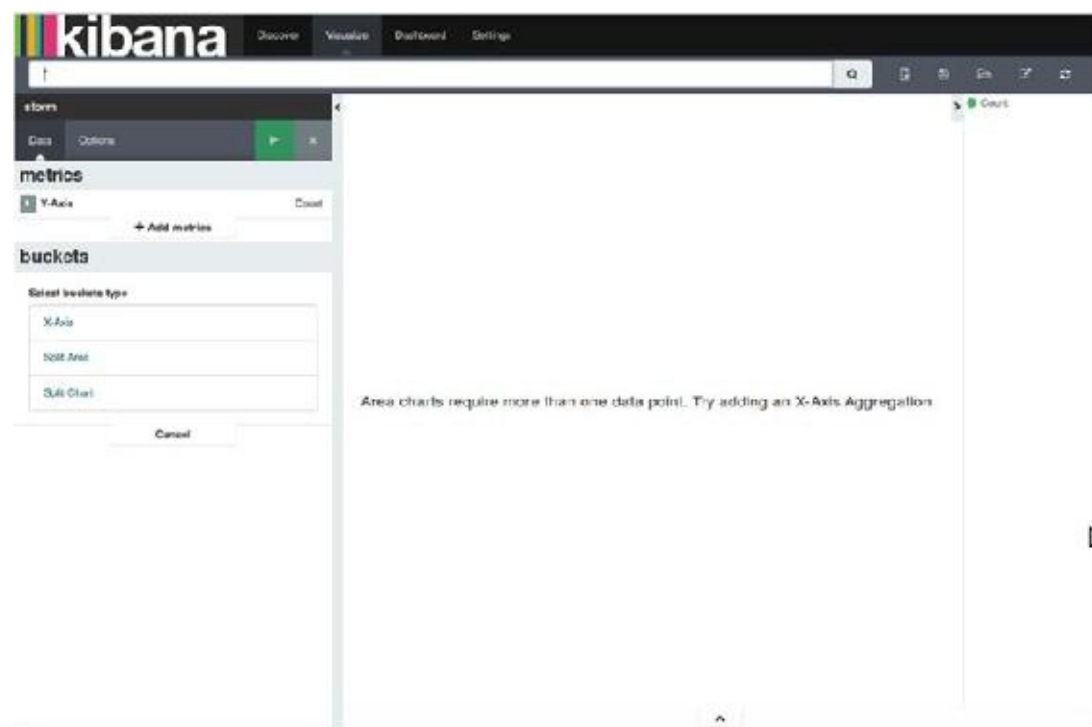 kibana
Discover Visualize Dashboard Settings
*
storm
Data Options
metrics
Y-Axis Count
+ Add metrics
buckets
Select buckets type
X-Axis
Split Area
Split Chart
Cancel
Area charts require more than one data point. Try adding an X-Axis Aggregation
Count